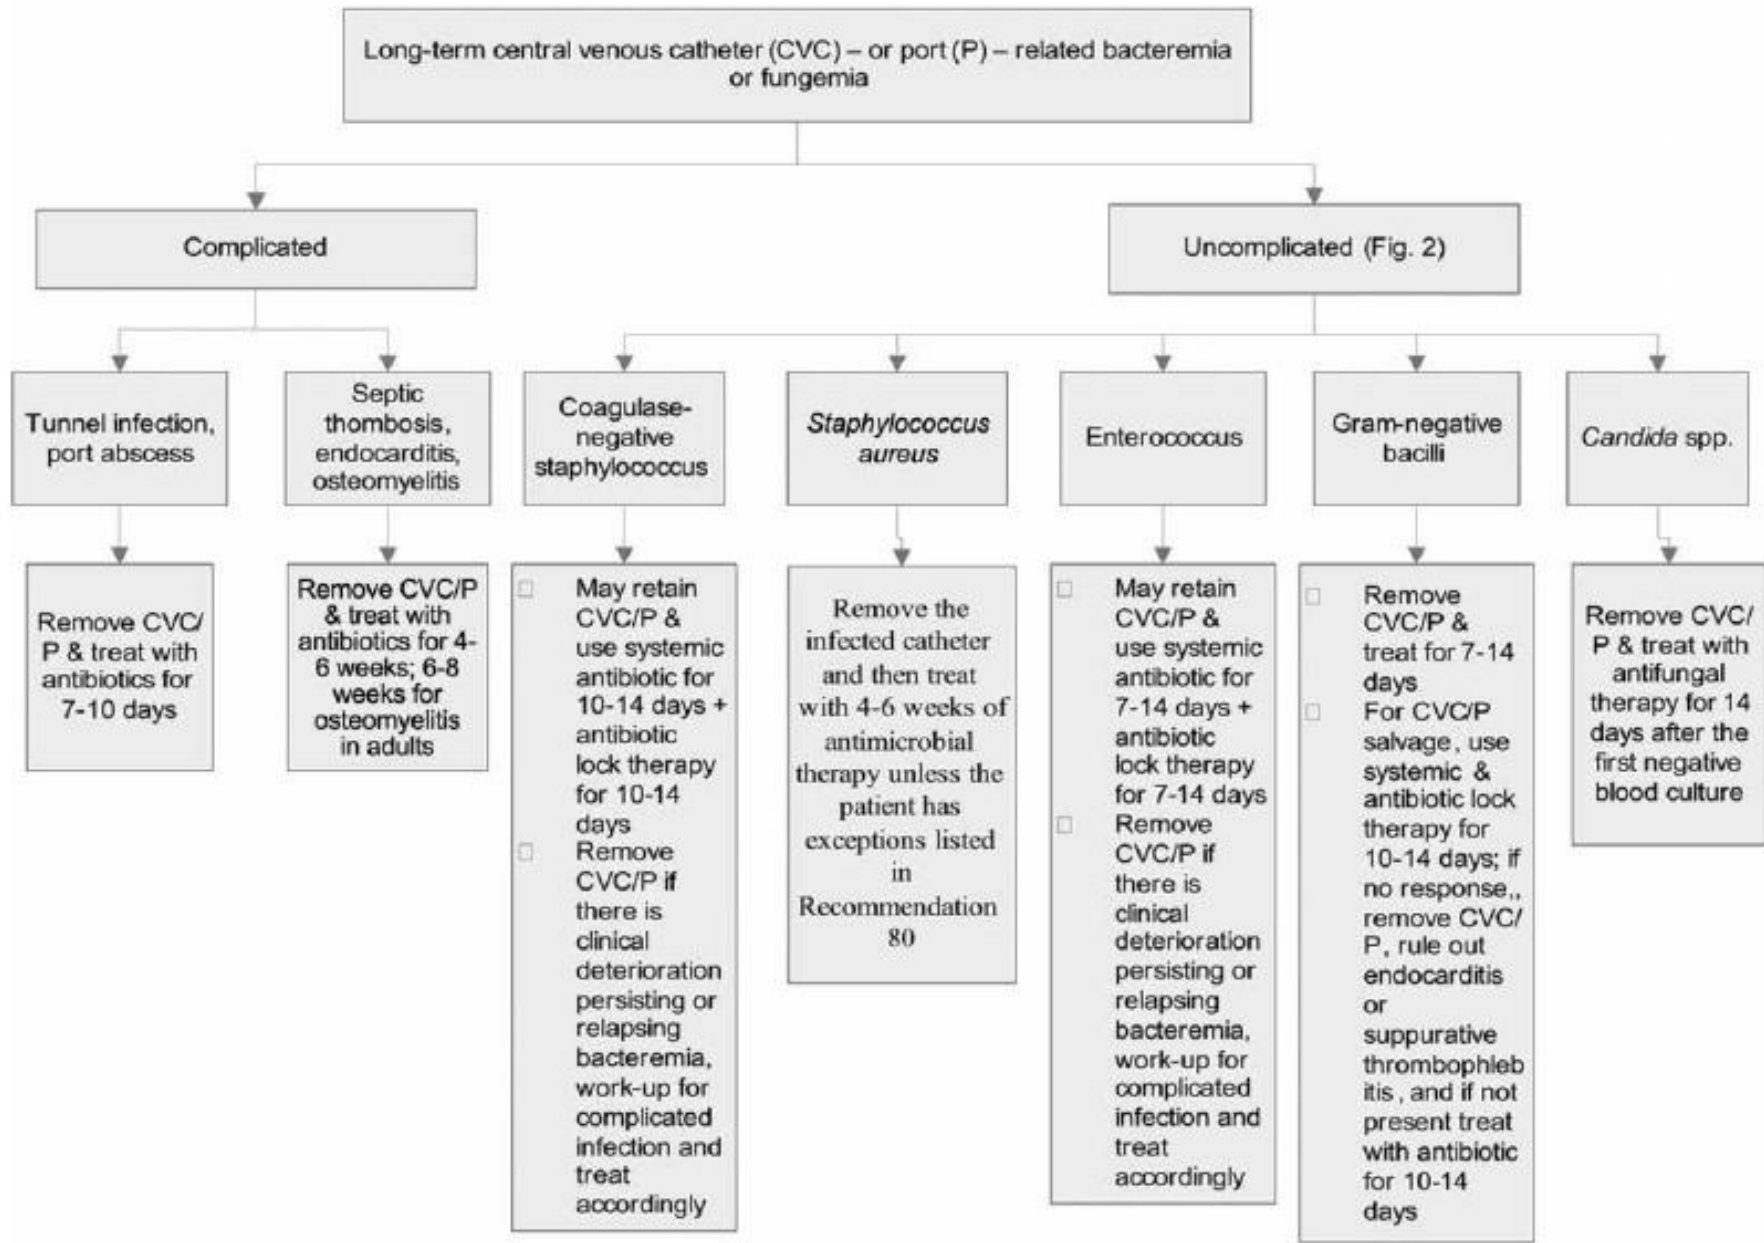 Long-term central venous catheter (CVC) – or port (P) – related bacteremia
or fungemia
Complicated
Uncomplicated (Fig. 2)
Tunnel infection,
port abscess
Septic
thombosis,
endocarditis,
osteomyelitis
Coagulase-
negative
staphylococcus
Staphylococcus
aureus
Enterococcus
Gram-negative
bacilli
Candida spp.
Remove CVC/
P & treat with
antibiotics for
7-10 days
Remove CVC/P
& treat with
antibiotics for 4-
6 weeks; 6-8
weeks for
osteomyelitis
in adults
May retain
CVC/P &
use systemic
antibiotic for
10-14 days +
antibiotic
lock therapy
for 10-14
days
Remove
CVC/P if
there is
clinical
deterioration
persisting or
relapsing
bacteremia,
work-up for
complicated
infection and
treat
accordingly
Remove the
infected catheter
and then treat
with 4-6 weeks of
antimicrobial
therapy unless the
patient has
exceptions listed
in
Recommendation
80
May retain
CVC/P &
use systemic
antibiotic for
7-14 days +
antibiotic
lock therapy
for 7-14 days
Remove
CVC/P if
there is
clinical
deterioration
persisting or
relapsing
bacteremia,
work-up for
complicated
infection and
treat
accordingly
Remove
CVC/P &
treat for 7-14
days
For CVC/P
salvage, use
systemic &
antibiotic lock
therapy for
10-14 days; if
no response,,
remove CVC/
P, rule out
endocarditis
or
suppurative
thrombophleb
itis, and if not
present treat
with antibiotic
for 10-14
days
Remove CVC/
P & treat with
antifungal
therapy for 14
days after the
first negative
blood culture